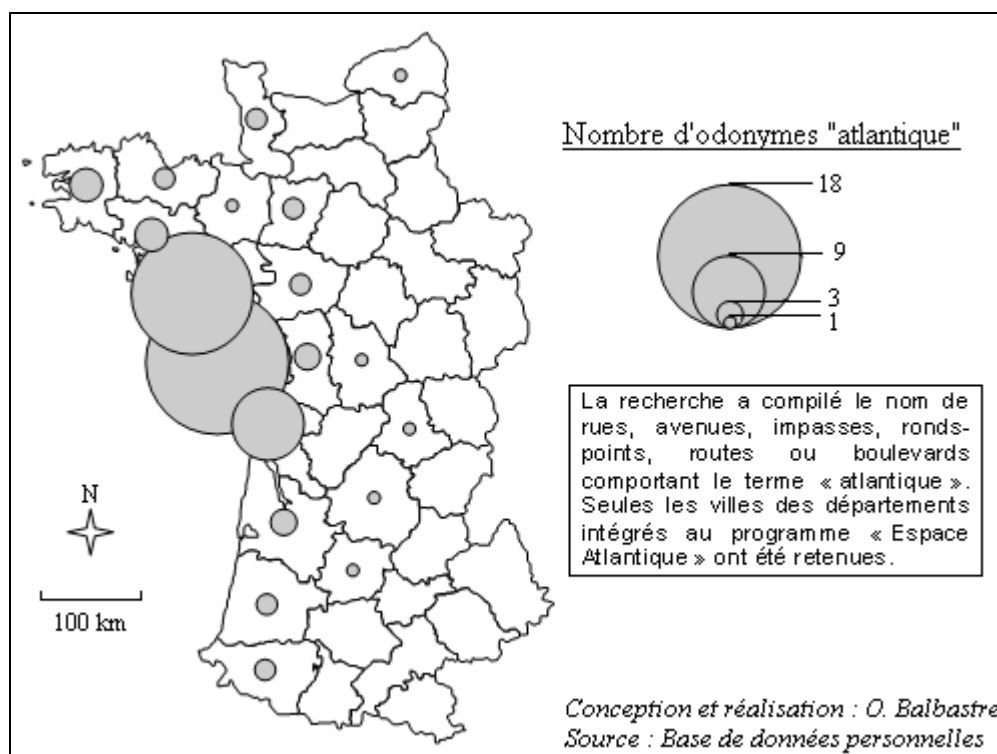 Nombre d'odonymes "atlantique"
18
9
3
1
La recherche a compilé le nom de
rues, avenues, impasses, ronds-
points, routes ou boulevards
comportant le terme « atlantique ».
Seules les villes des départements
intégrés au programme « Espace
Atlantique » ont été retenues.
N
100 km
Conception et réalisation : O. Balbastre
Source : Base de données personnelles